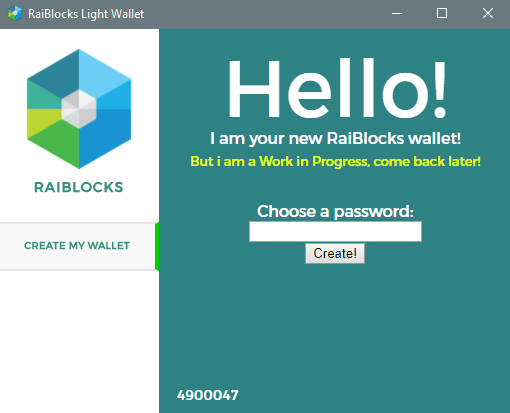 RaiBlocks Light Wallet
RAIBLOCKS
CREATE MY WALLET
Hello!
I am your new RaiBlocks wallet!
But i am a Work in Progress, come back later!
Choose a password:
Create!
4900047